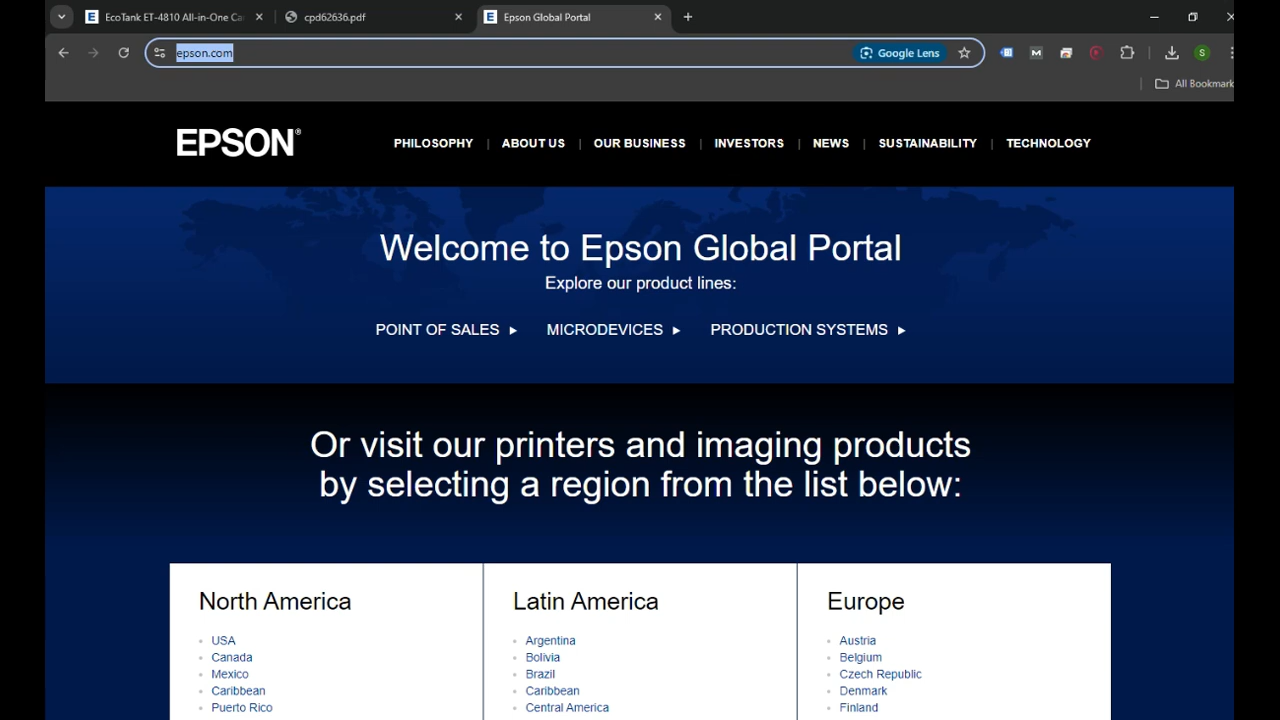 EcoTank ET-4810 All-in-One Ca
cpd62636.pdf
Epson Global Portal
epson.com
Google Lens
M
S
All Bookmark
EPSON®
PHILOSOPHY | ABOUT US | OUR BUSINESS | INVESTORS | NEWS | SUSTAINABILITY | TECHNOLOGY
Welcome to Epson Global Portal
Explore our product lines:
POINT OF SALES MICRODEVICES PRODUCTION SYSTEMS
Or visit our printers and imaging products
by selecting a region from the list below:
North America
USA
Canada
Mexico
Caribbean
Puerto Rico
Latin America
Argentina
Bolivia
Brazil
Caribbean
Central America
Europe
Austria
Belgium
Czech Republic
Denmark
Finland